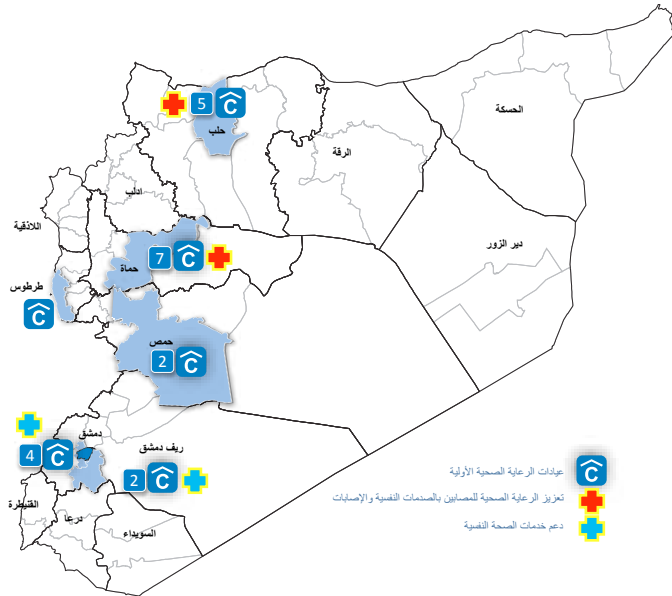 الحسكة
5 C
حلب
الرقة
ادلب
اللاذقية
دير الزور
7 C
حماة
طرطوس
C
حمص
2 C
دمشق
ريف دمشق
4 C
2 C
القنيطرة
درعا
السويداء
C عيادات الرعاية الصحية الأولية
تعزيز الرعاية الصحية للمصابين بالصدمات النفسية والإصابات
دعم خدمات الصحة النفسية